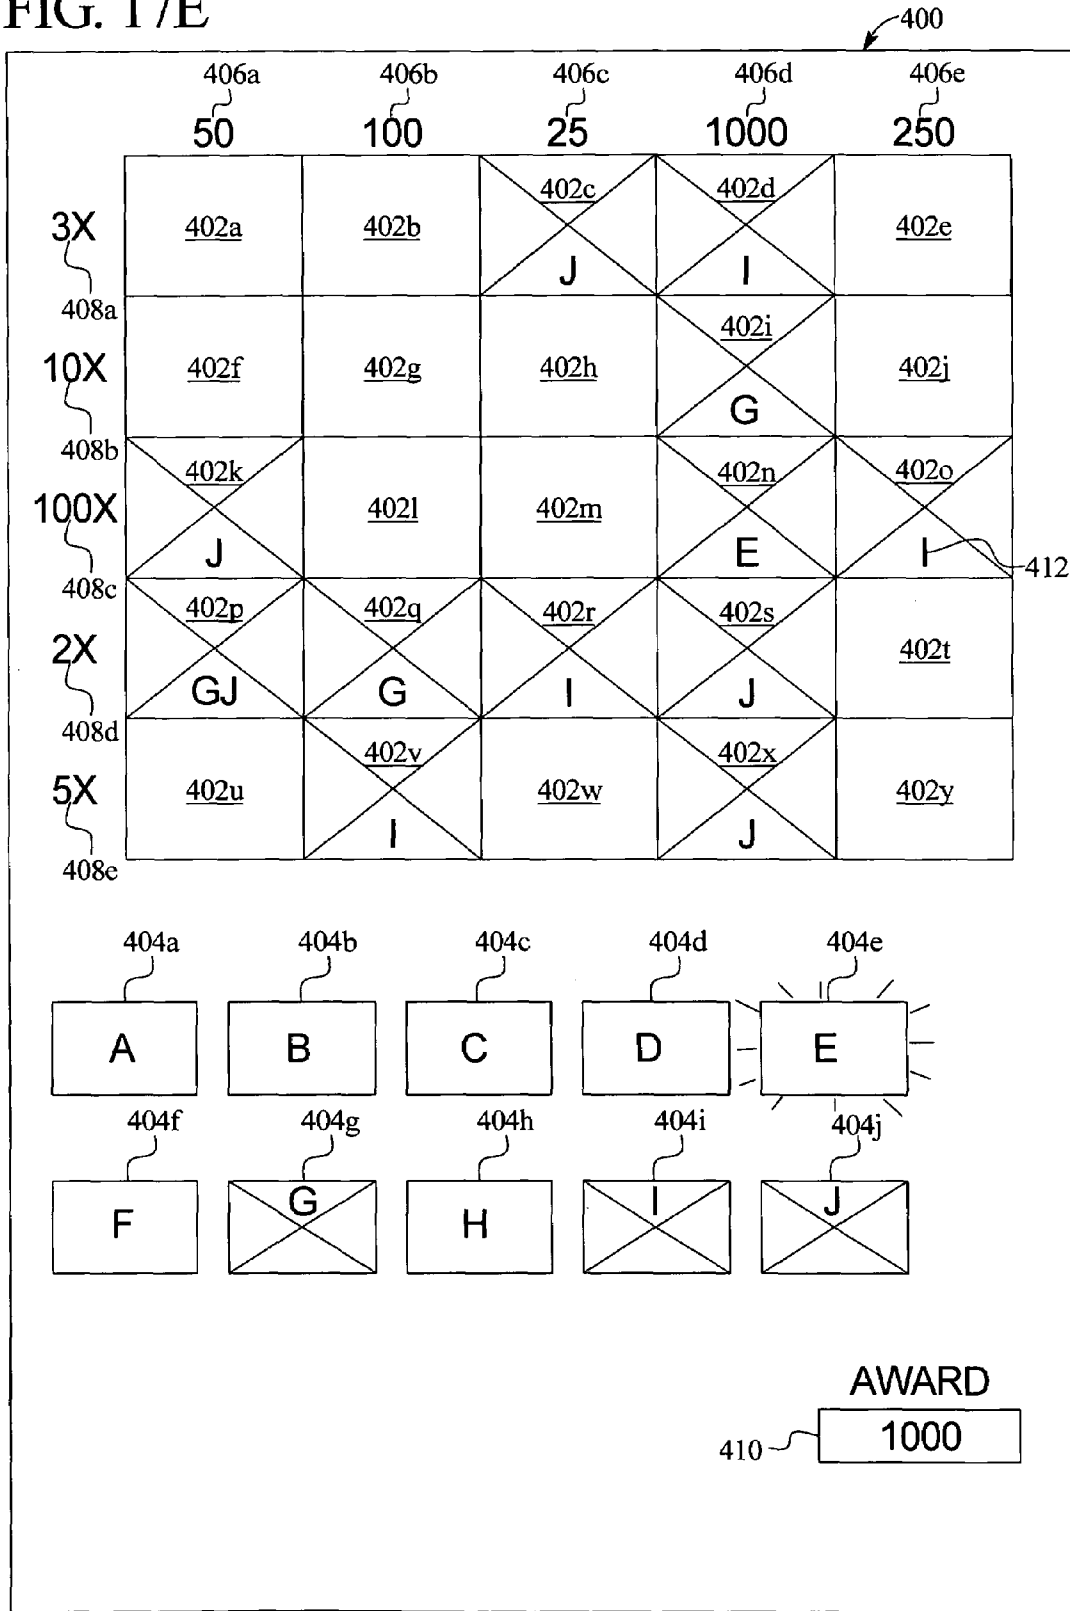 FIG. 17E
400
406a 406b 406c 406d 406e
50 100 25 1000 250
3X 402a 402b 402c 402d 402e
J I
408a
10X 402f 402g 402h 402i 402j
G
408b
100X 402k 402l 402m 402n 402o
J E I 412
408c
2X 402p 402q 402r 402s 402t
GJ G I J
408d
5X 402u 402v 402w 402x 402y
I J
408e
404a 404b 404c 404d 404e
A B C D E
404f 404g 404h 404i 404j
F G H I J
AWARD
410 1000